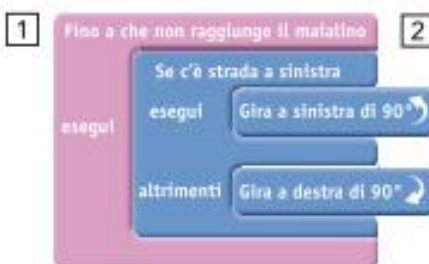 1
2
Fino a che non raggiungo il maialino
Se c'è strada a sinistra
esegui
Gira a sinistra di 90°
esegui
altrimenti
Gira a destra di 90°